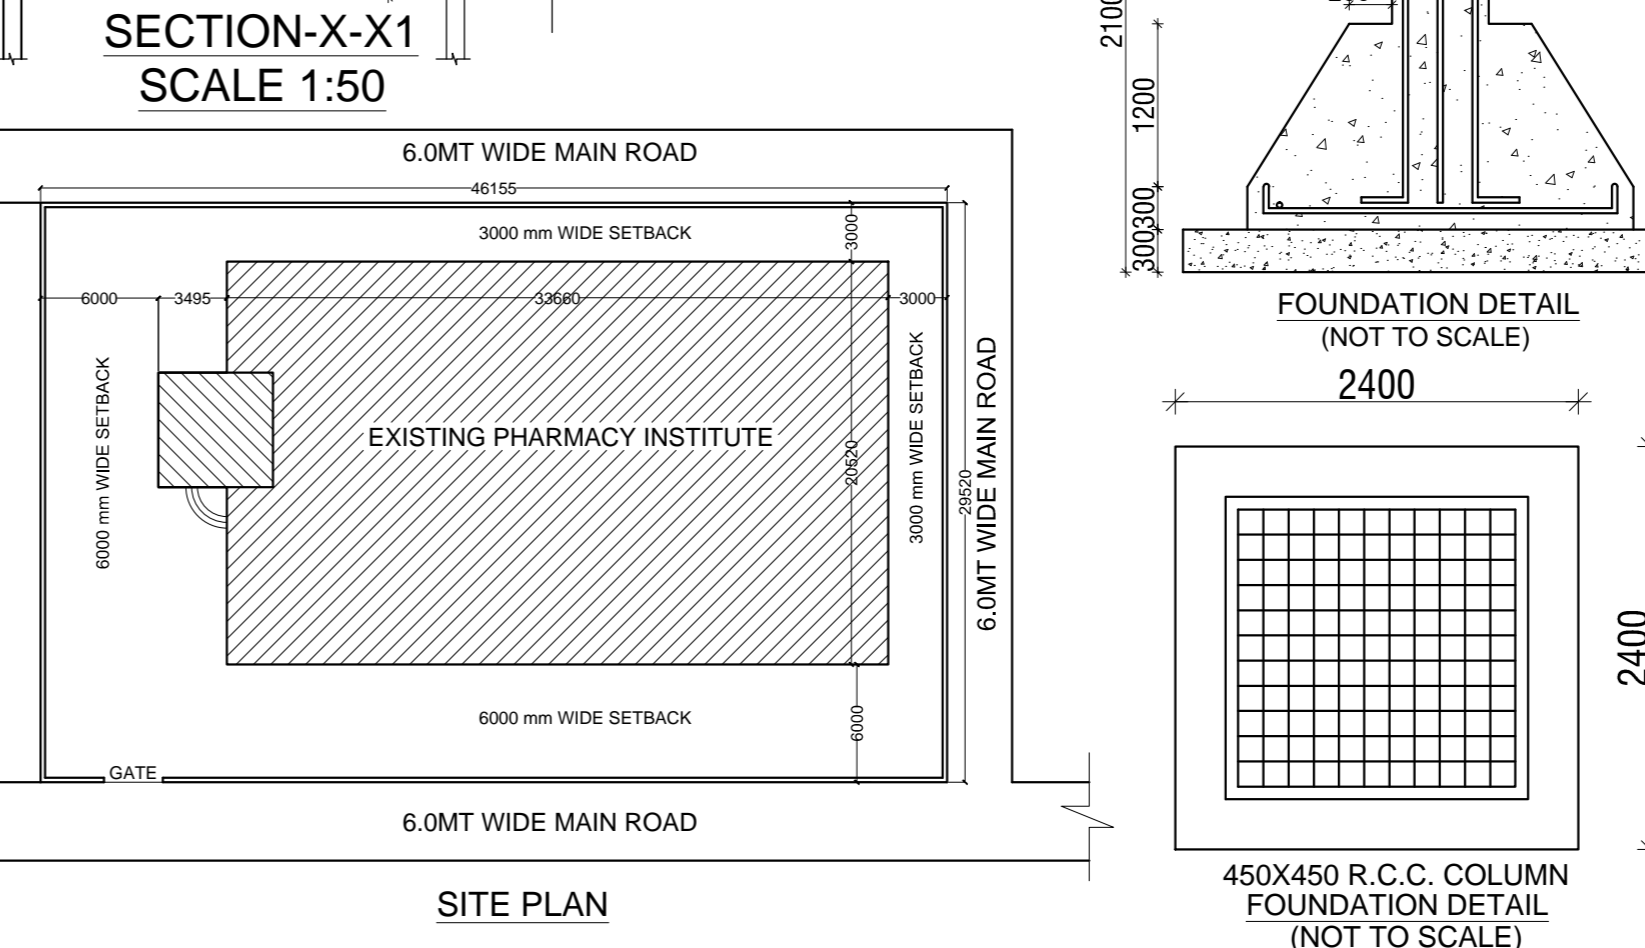 SECTION-X-X1
SCALE 1:50
6.0MT WIDE MAIN ROAD
46155
3000 mm WIDE SETBACK
3000
6000
3495
33660
3000
6000 mm WIDE SETBACK
EXISTING PHARMACY INSTITUTE
20520
3000 mm WIDE SETBACK
29520
6.0MT WIDE MAIN ROAD
6000 mm WIDE SETBACK
6000
GATE
6.0MT WIDE MAIN ROAD
SITE PLAN
2100
1200
300
300
FOUNDATION DETAIL
(NOT TO SCALE)
2400
2400
450X450 R.C.C. COLUMN
FOUNDATION DETAIL
(NOT TO SCALE)